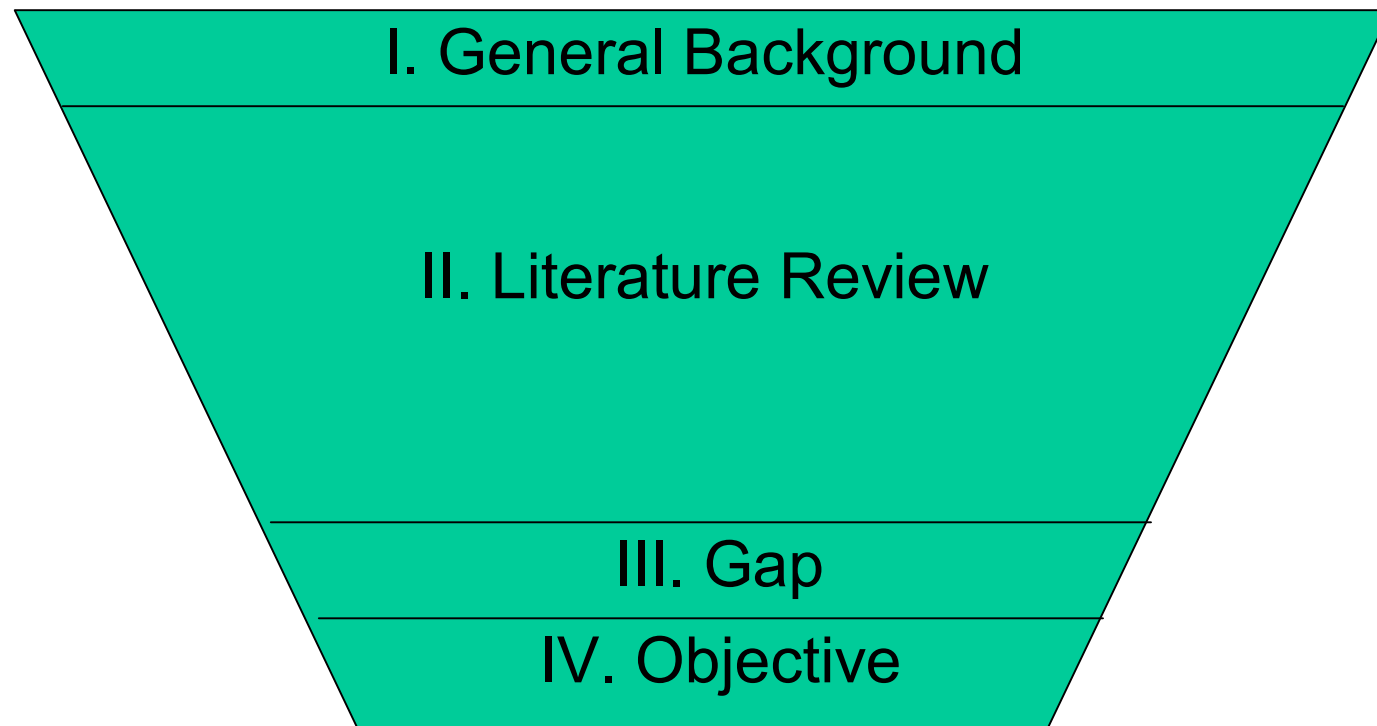 I. General Background
II. Literature Review
III. Gap
IV. Objective